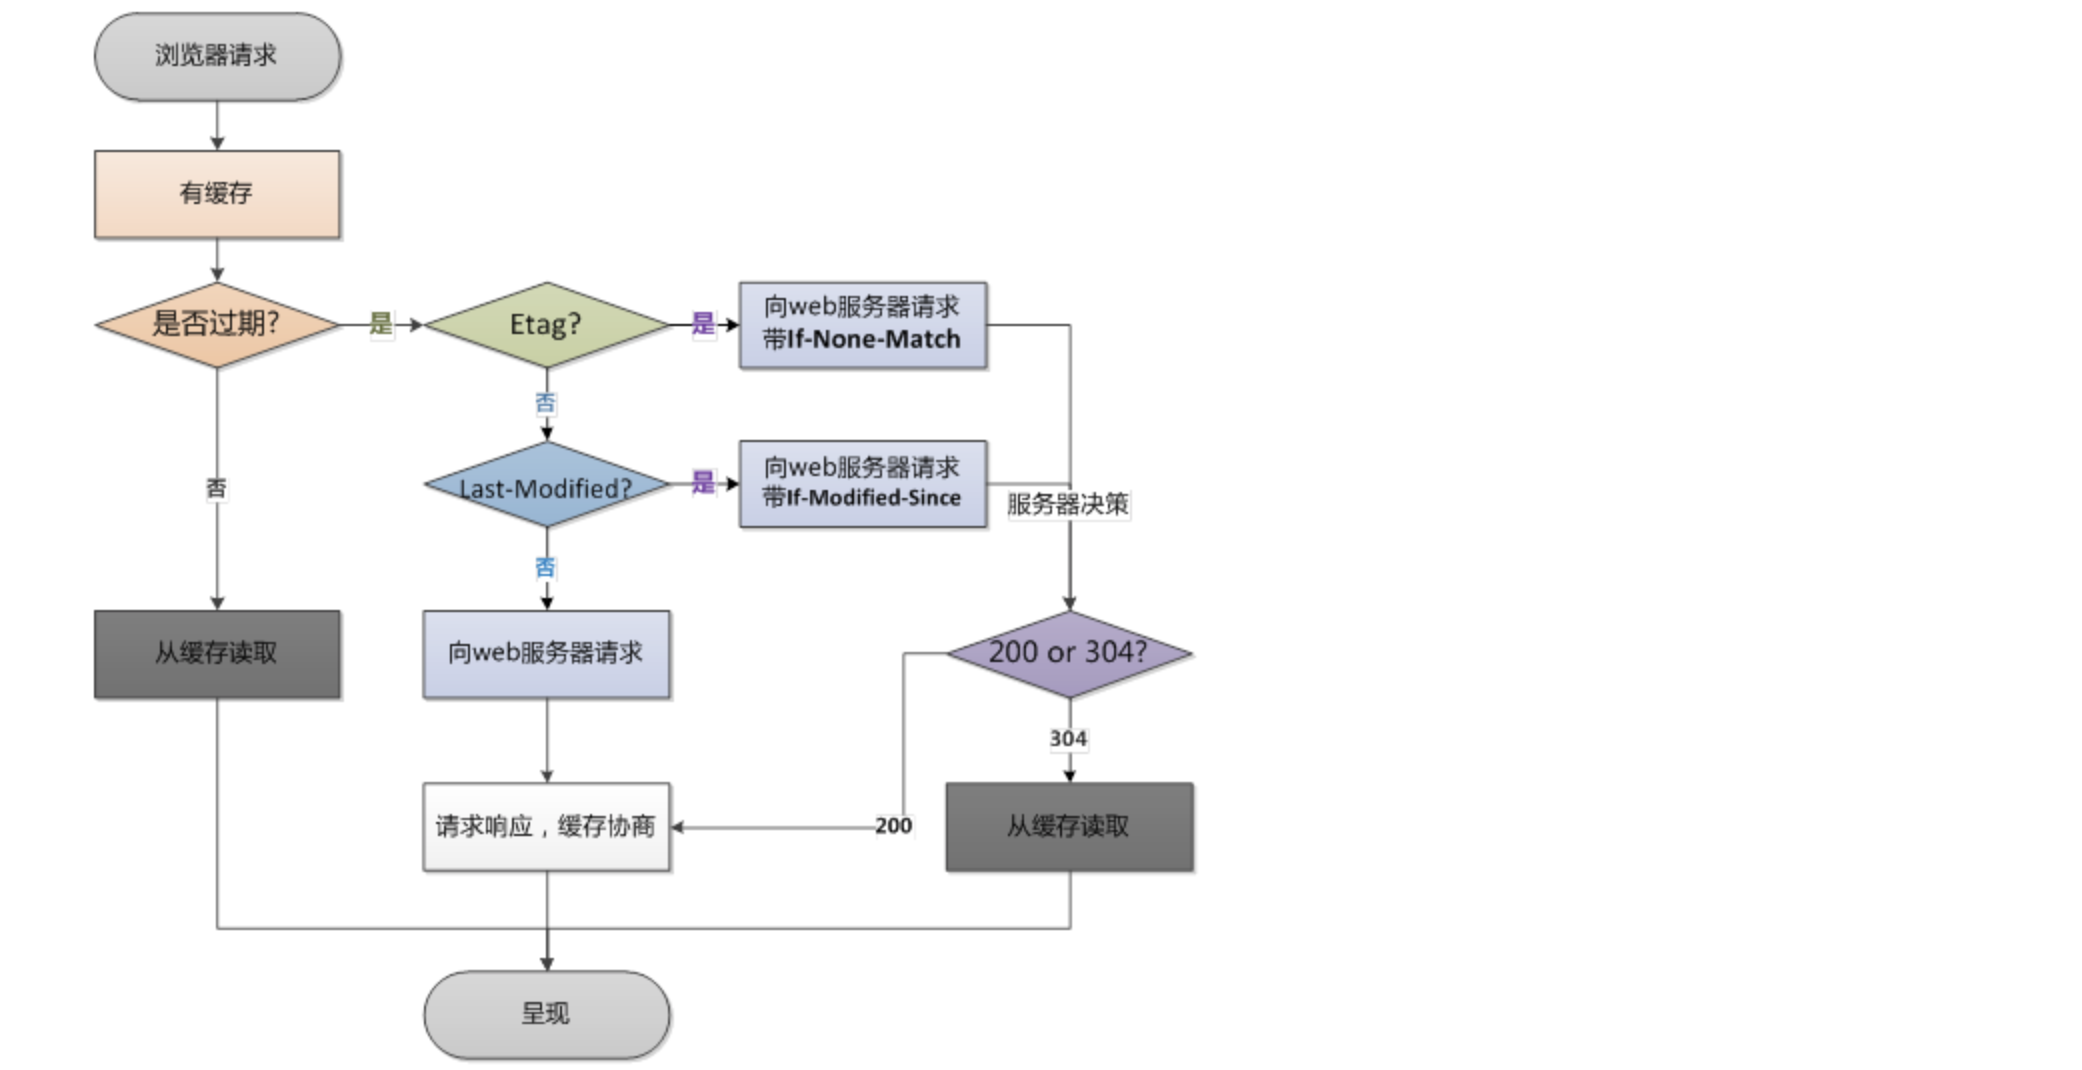 浏览器请求
有缓存
是否过期?
是
Etag?
是
向web服务器请求
带If-None-Match
否
否
Last-Modified?
是
向web服务器请求
带If-Modified-Since
服务器决策
否
从缓存读取
向web服务器请求
200 or 304?
304
请求响应，缓存协商
200
从缓存读取
呈现